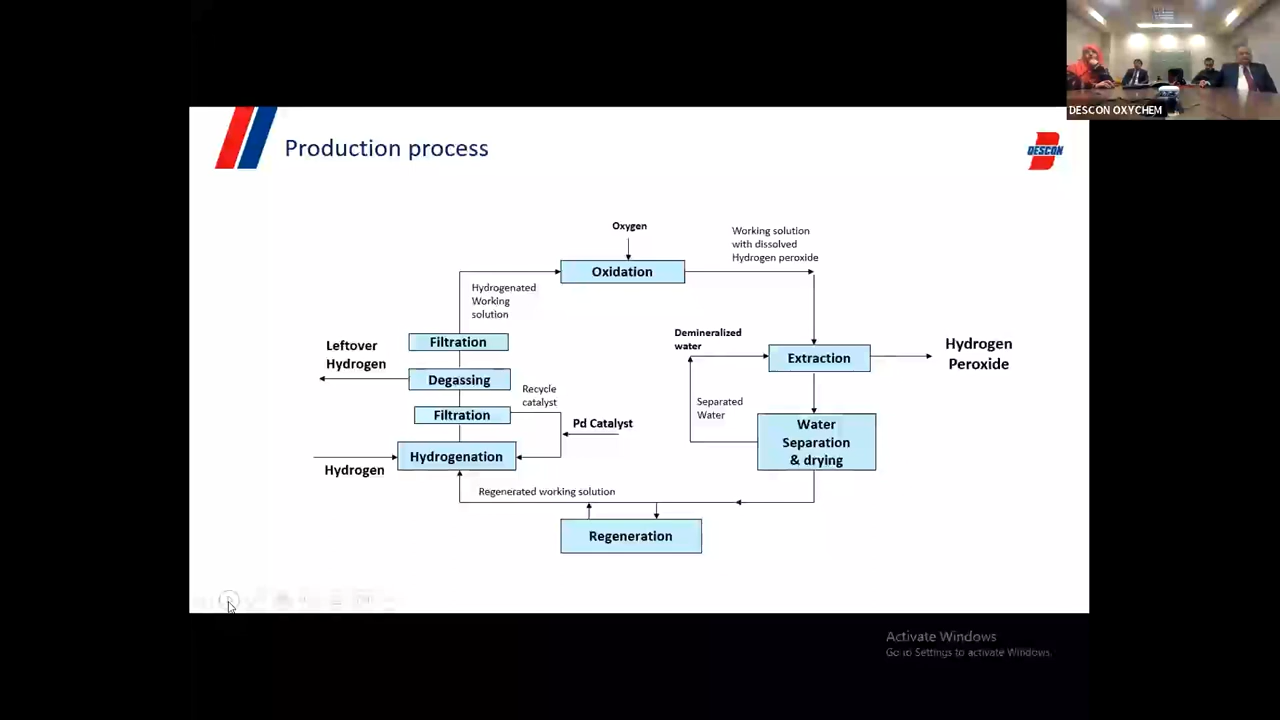 DESCON OXYCHEM
Production process
DESCON
Oxygen
Oxidation
Working solution
with dissolved
Hydrogen peroxide
Hydrogenated
Working
solution
Filtration
Leftover
Hydrogen
Degassing
Recycle
catalyst
Filtration
Pd Catalyst
Hydrogenation
Hydrogen
Demineralized
water
Extraction
Hydrogen
Peroxide
Separated
Water
Water
Separation
& drying
Regenerated working solution
Regeneration
Activate Windows
Go to Settings to activate Windows.